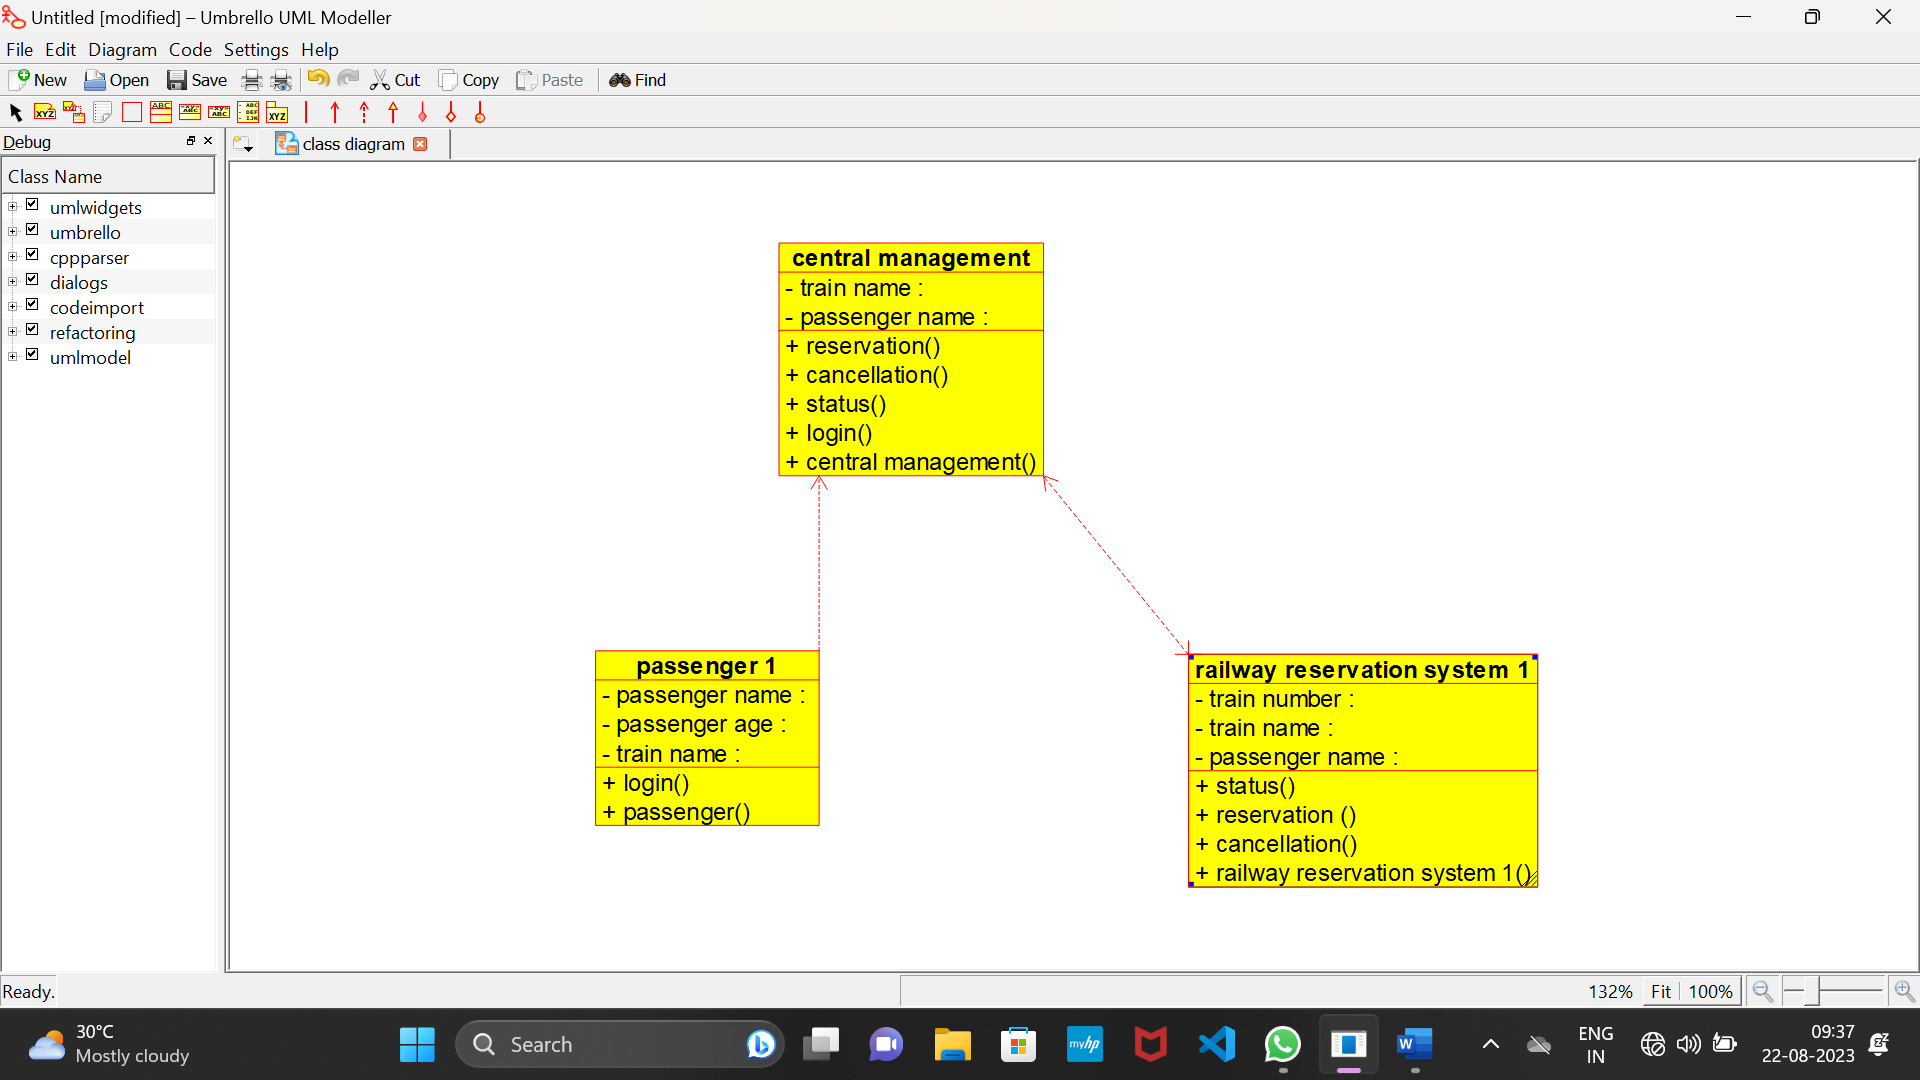 Untitled [modified] – Umbrello UML Modeller
File Edit Diagram Code Settings Help
New Open Save Cut Copy Paste Find
Debug
class diagram
Class Name
umlwidgets
umbrello
cppparser
dialogs
codeimport
refactoring
umlmodel
central management
- train name :
- passenger name :
+ reservation()
+ cancellation()
+ status()
+ login()
+ central management()
passenger 1
- passenger name :
- passenger age :
- train name :
+ login()
+ passenger()
railway reservation system 1
- train number :
- train name :
- passenger name :
+ status()
+ reservation ()
+ cancellation()
+ railway reservation system 1()
Ready.
132% Fit 100%
30°C
Mostly cloudy
Search
myhp
W
ENG
IN
09:37
22-08-2023